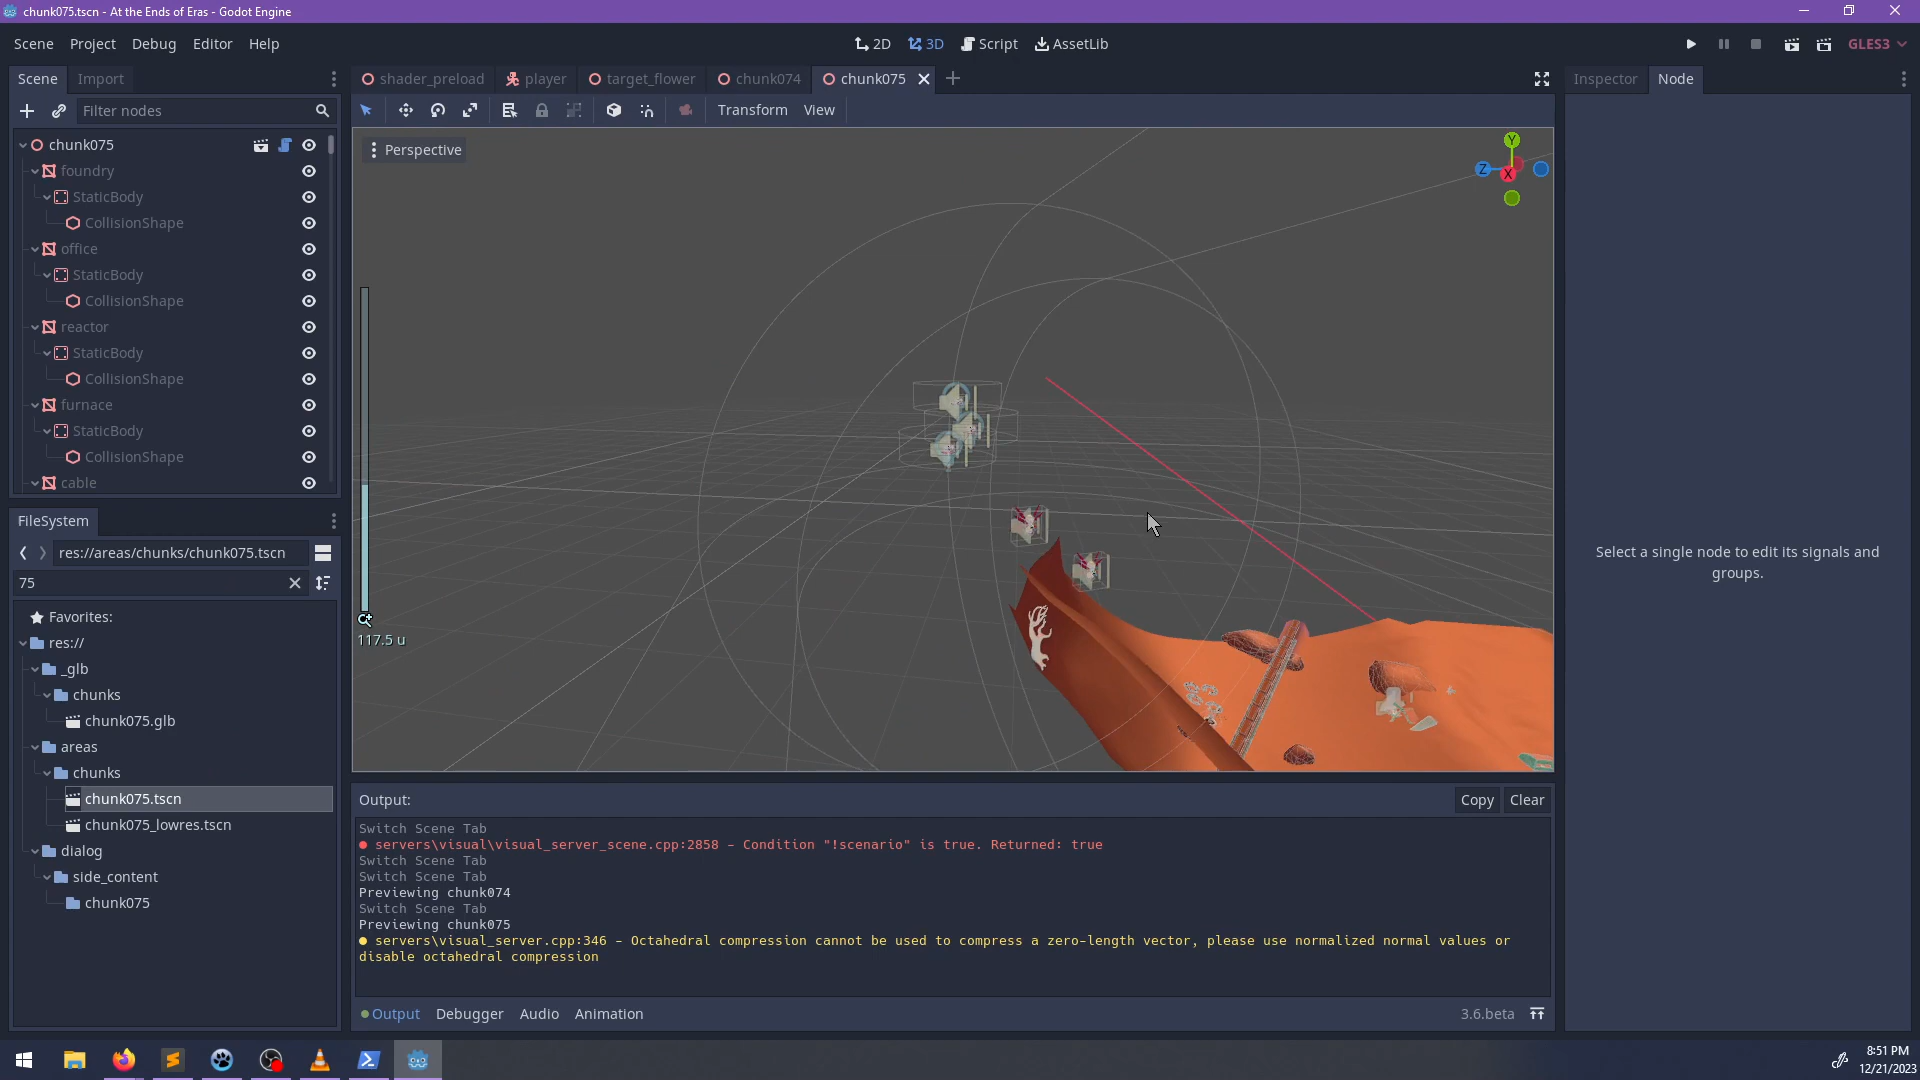 chunk075.tscn - At the Ends of Eras - Godot Engine
Scene Project Debug Editor Help
2D 3D Script AssetLib
GLES3
Scene Import
shader_preload player target_flower chunk074 chunk075
Inspector Node
Filter nodes
Transform View
Perspective
Y
Z X
chunk075
foundry
StaticBody
CollisionShape
office
StaticBody
CollisionShape
reactor
StaticBody
CollisionShape
furnace
StaticBody
CollisionShape
cable
117.5 u
FileSystem
res://areas/chunks/chunk075.tscn
75
Favorites:
res://
_glb
chunks
chunk075.glb
areas
chunks
chunk075.tscn
chunk075_lowres.tscn
dialog
side_content
chunk075
Select a single node to edit its signals and
groups.
Output:
Copy Clear
Switch Scene Tab
servers\visual\visual_server_scene.cpp:2858 - Condition "!scenario" is true. Returned: true
Switch Scene Tab
Switch Scene Tab
Previewing chunk074
Switch Scene Tab
Previewing chunk075
servers\visual_server.cpp:346 - Octahedral compression cannot be used to compress a zero-length vector, please use normalized normal values or
disable octahedral compression
Output Debugger Audio Animation
3.6.beta
8:51 PM
12/21/2023